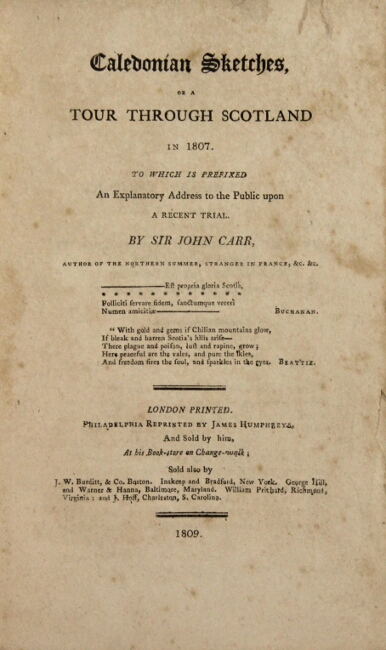 Caledonian Sketches,
OR A
TOUR THROUGH SCOTLAND
IN 1807.
TO WHICH IS PREFIXED
An Explanatory Address to the Public upon
A RECENT TRIAL.
BY SIR JOHN CARR,
AUTHOR OF THE NORTHERN SUMMER, STRANGER IN FRANCE, &c. &c.
————Est propria gloria Scotis,
* * * * * * * * * * *
Polliciti servare fidem, sanctumque vereri
Numen amicitiæ———— BUCHANAN.
"With gold and gems if Chilian mountains glow,
If bleak and barren Scotia's hills arise—
There plague and poison, lust and rapine, grow;
Here peaceful are the vales, and pure the skies,
And freedom fires the soul, and sparkles in the eyes. BEATTIE.
LONDON PRINTED.
PHILADELPHIA REPRINTED BY JAMES HUMPHREYS,
And Sold by him,
At his Book-store on Change-walk;
Sold also by
J. W. Burditt, & Co. Boston. Inskeep and Bradford, New York. George Hill,
and Warner & Hanna, Baltimore, Maryland. William Prichard, Richmond,
Virginia: and J. Hoff, Charleston, S. Carolina.
1809.